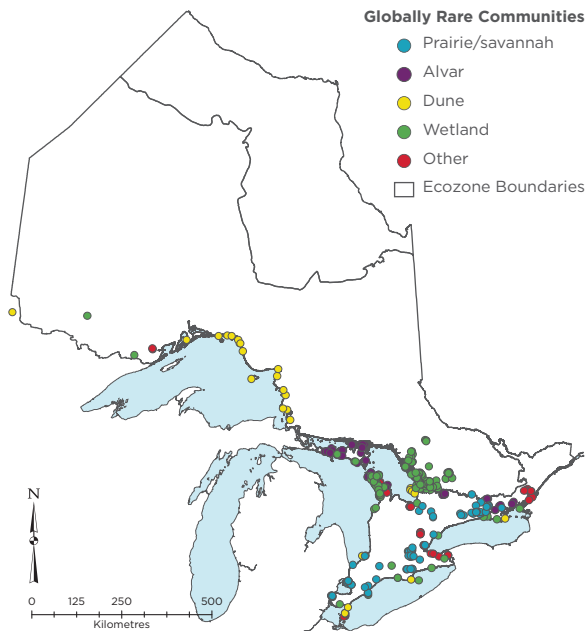 Globally Rare Communities
Prairie/savannah
Alvar
Dune
Wetland
Other
Ecozone Boundaries
N
0 125 250 500
Kilometres